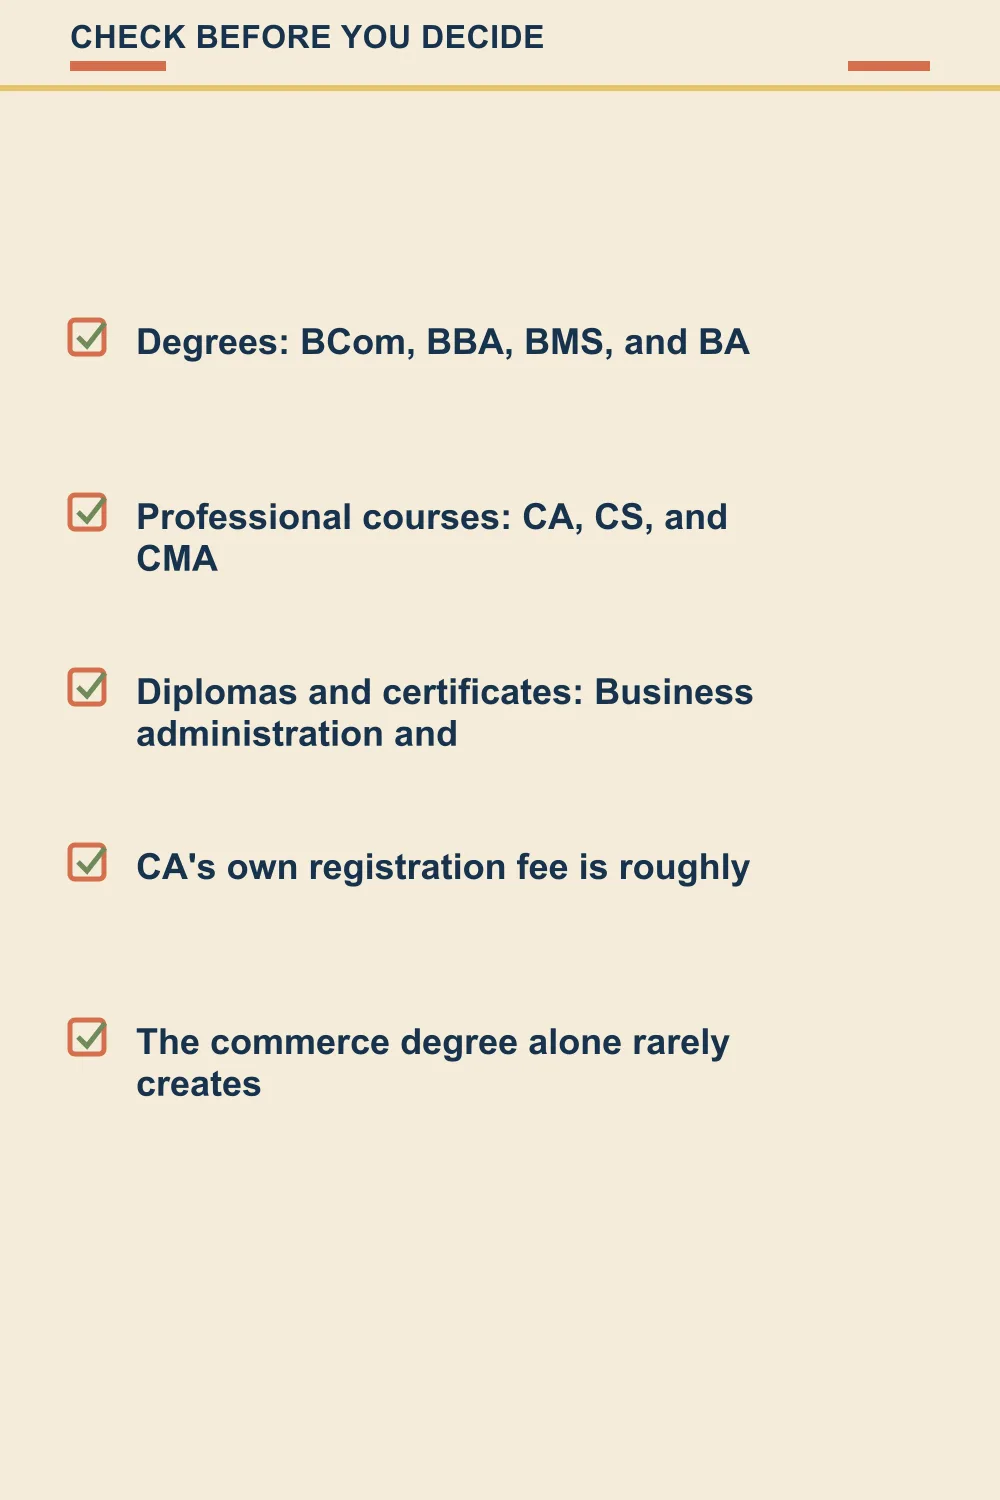 CHECK BEFORE YOU DECIDE
Degrees: BCom, BBA, BMS, and BA
Professional courses: CA, CS, and
CMA
Diplomas and certificates: Business
administration and
CA's own registration fee is roughly
The commerce degree alone rarely
creates